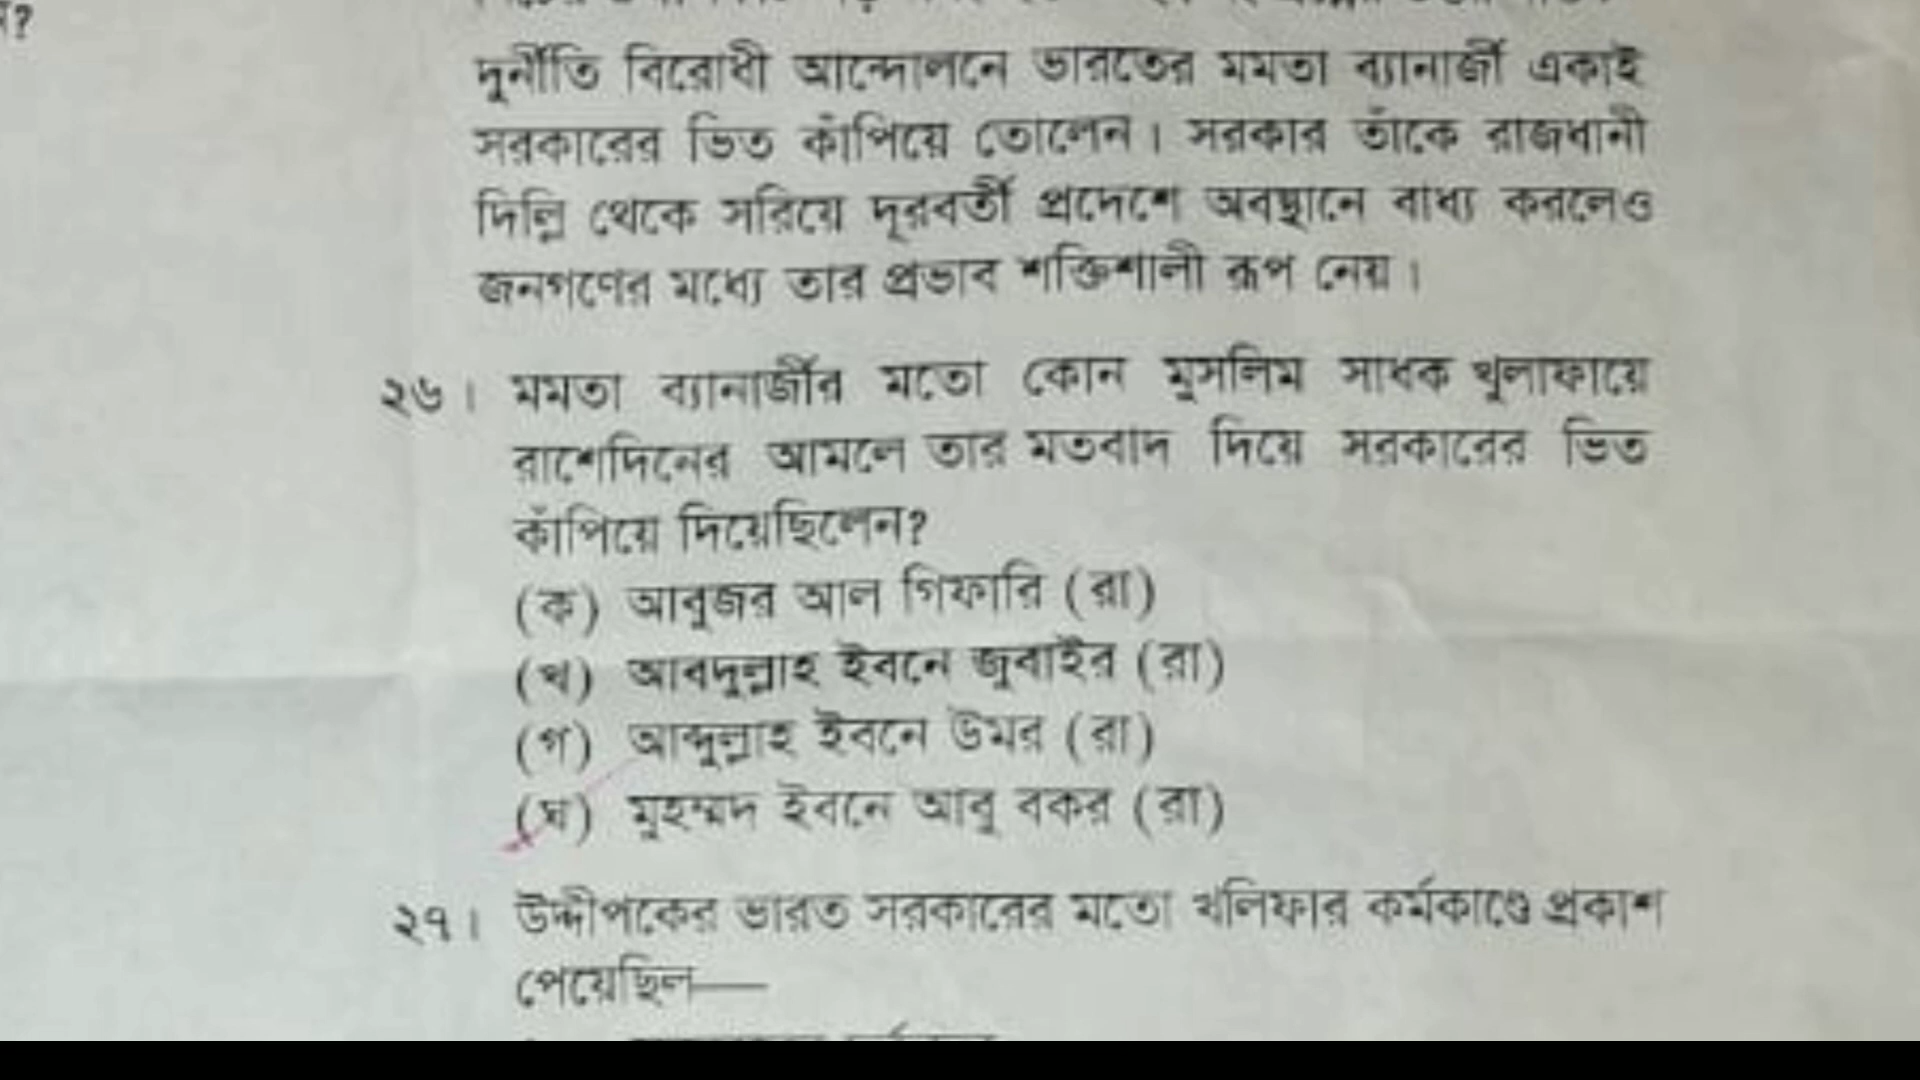 দুর্নীতি বিরোধী আন্দোলনে ভারতের মমতা ব্যানার্জী একাই
সরকারের ভিত কাঁপিয়ে তোলেন। সরকার তাঁকে রাজধানী
দিল্লি থেকে সরিয়ে দূরবর্তী প্রদেশে অবস্থানে বাধ্য করলেও
জনগণের মধ্যে তার প্রভাব শক্তিশালী রূপ নেয়।
২৬। মমতা ব্যানার্জীর মতো কোন মুসলিম সাধক খুলাফায়ে
রাশেদিনের আমলে তার মতবাদ দিয়ে সরকারের ভিত
কাঁপিয়ে দিয়েছিলেন?
(ক) আবুজর আল গিফারি (রা)
(খ) আবদুল্লাহ ইবনে জুবাইর (রা)
(গ) আব্দুল্লাহ ইবনে উমর (রা)
(ঘ) মুহম্মদ ইবনে আবু বকর (রা)
২৭। উদ্দীপকের ভারত সরকারের মতো খলিফার কর্মকাণ্ডে প্রকাশ
পেয়েছিল—